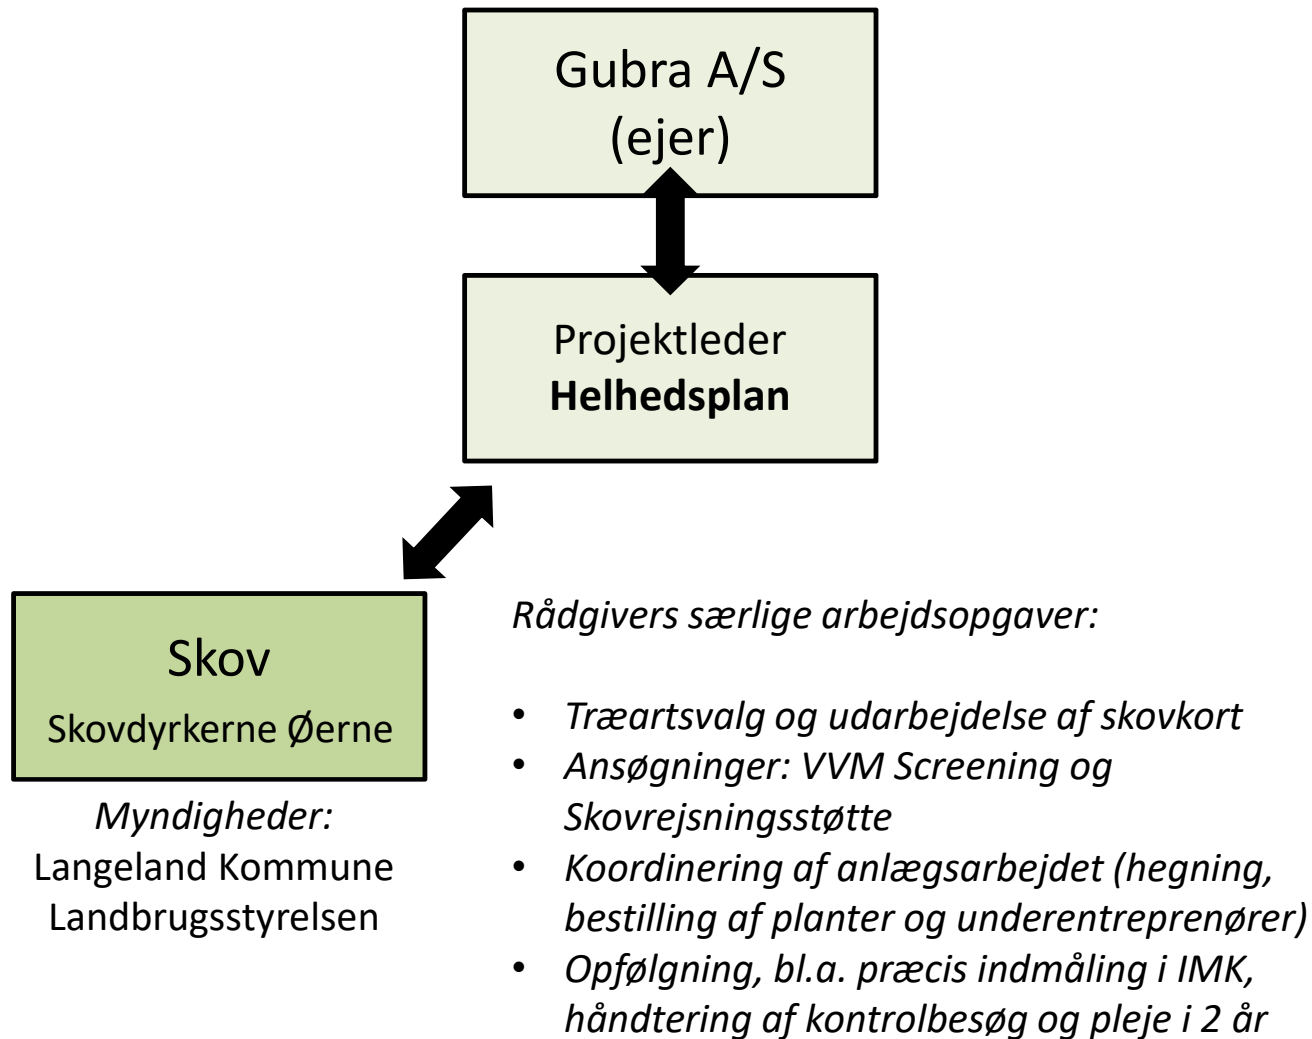 Gubra A/S
(ejer)
Projektleder
Helhedsplan
Skov
Skovdyrkerne Øerne
Myndigheder:
Langeland Kommune
Landbrugsstyrelsen
Rådgivers særlige arbejdsopgaver:
• Træartsvalg og udarbejdelse af skovkort
• Ansøgninger: VVM Screening og
Skovrejsningsstøtte
• Koordinering af anlægsarbejdet (hegning,
bestilling af planter og underentreprenører)
• Opfølgning, bl.a. præcis indmåling i IMK,
håndtering af kontrolbesøg og pleje i 2 år